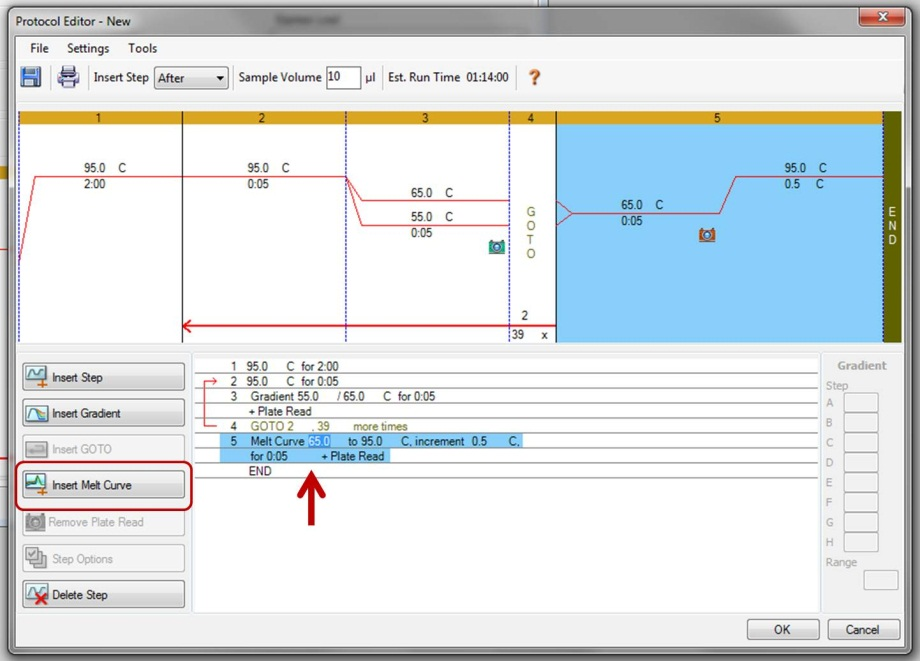 Protocol Editor - New
File Settings Tools
Insert Step After Sample Volume 10 µl Est. Run Time 01:14:00 ?
1 2 3 4 5
95.0 C
2:00
95.0 C
0:05
65.0 C
55.0 C
0:05
GOTO
2
39 x
65.0 C
0:05
95.0 C
0.5 C
END
Insert Step
Insert Gradient
Insert GOTO
Insert Melt Curve
Remove Plate Read
Step Options
Delete Step
1 95.0 C for 2:00
2 95.0 C for 0:05
3 Gradient 55.0 / 65.0 C for 0:05
+ Plate Read
4 GOTO 2 , 39 more times
5 Melt Curve 65.0 to 95.0 C, increment 0.5 C,
for 0:05 + Plate Read
END
Gradient
Step
A
B
C
D
E
F
G
H
Range
OK Cancel